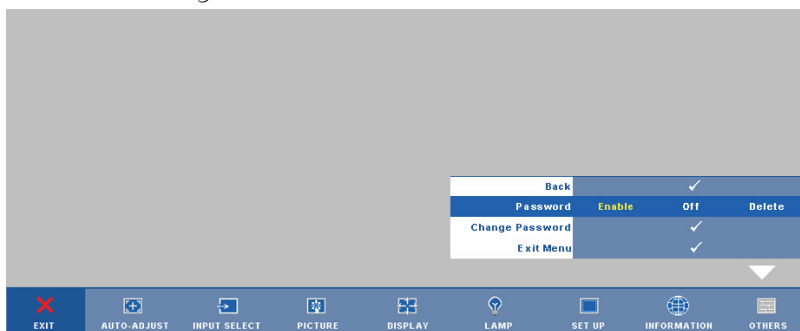 Back
Password Enable Off Delete
Change Password
Exit Menu
EXIT AUTO-ADJUST INPUT SELECT PICTURE DISPLAY LAMP SET UP INFORMATION OTHERS